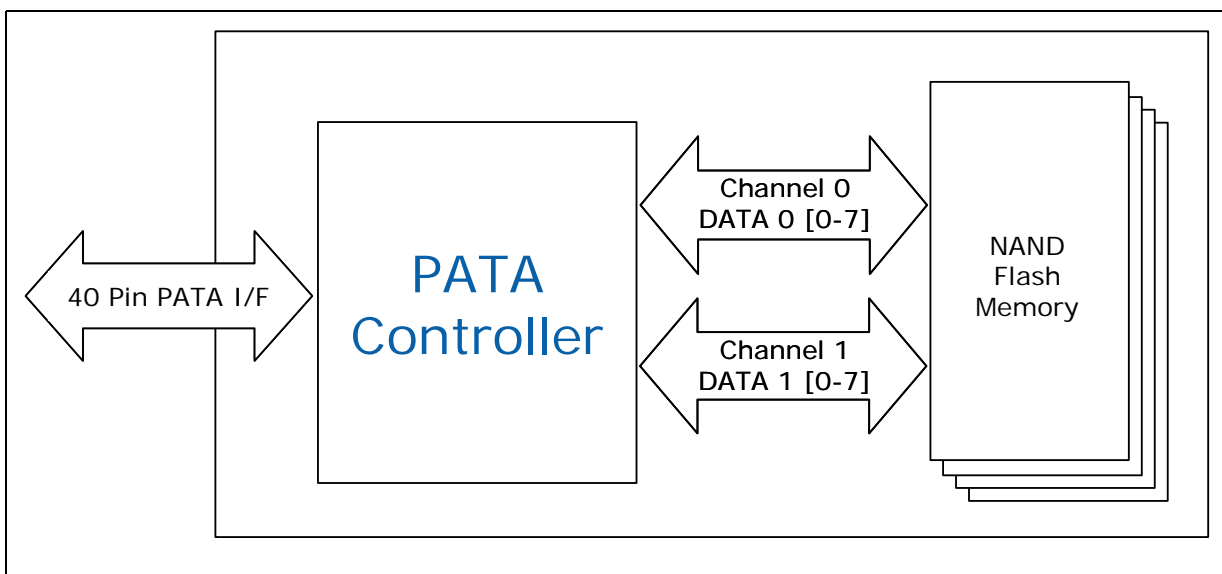 40 Pin PATA I/F
PATA
Controller
Channel 0
DATA 0 [0-7]
Channel 1
DATA 1 [0-7]
NAND
Flash
Memory